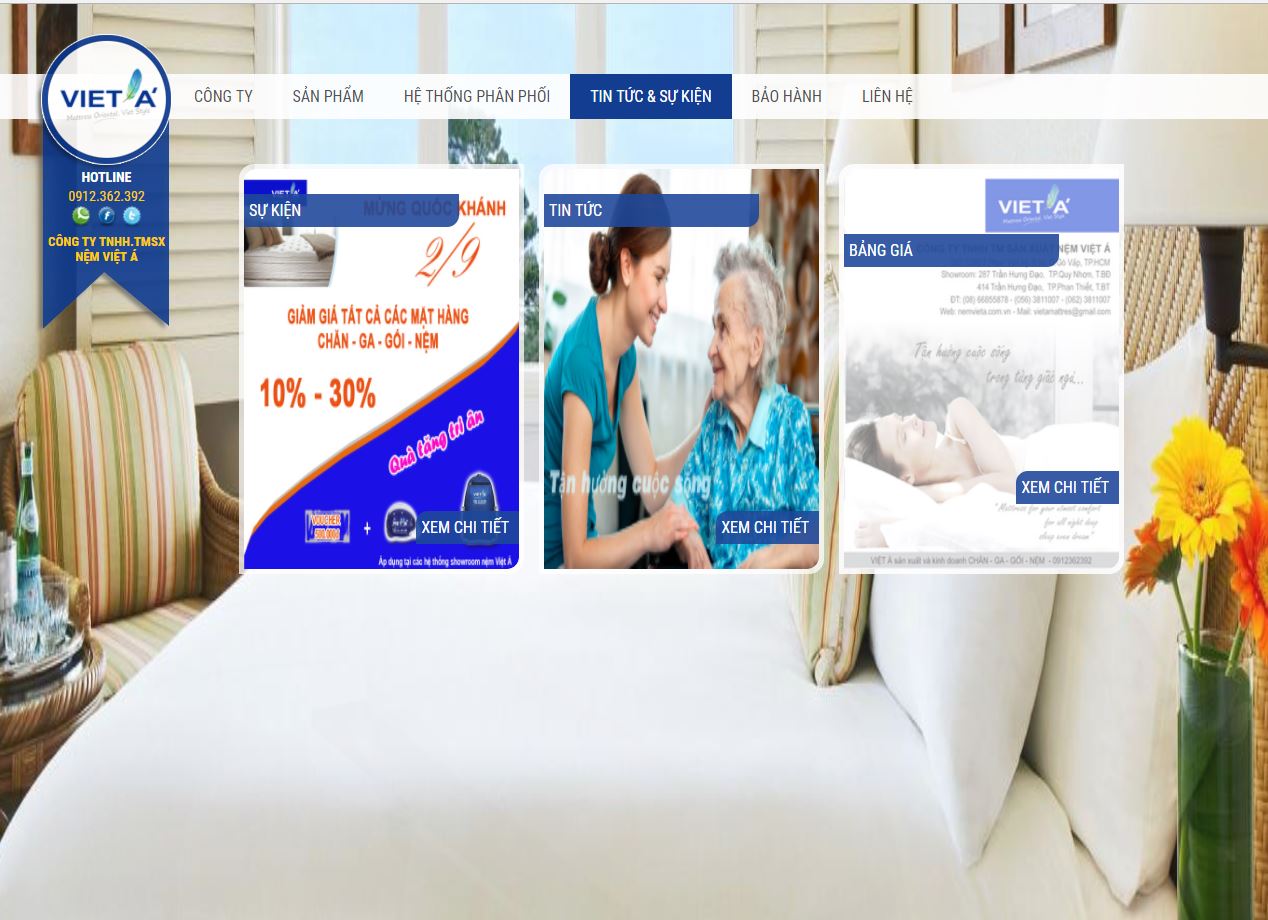 VIET Á
Mattress Oriental, Viet Style
CÔNG TY
SẢN PHẨM
HỆ THỐNG PHÂN PHỐI
TIN TỨC & SỰ KIỆN
BẢO HÀNH
LIÊN HỆ
HOTLINE
0912.362.392
CÔNG TY TNHH.TMSX
NỆM VIỆT Á
SỰ KIỆN
MỪNG QUỐC KHÁNH
2/9
GIẢM GIÁ TẤT CẢ CÁC MẶT HÀNG
CHĂN - GA - GỐI - NỆM
10% - 30%
Quà tặng tri ân
VOUCHER
500.000đ
+
XEM CHI TIẾT
Áp dụng tại các hệ thống showroom nệm Việt Á
TIN TỨC
Tận hưởng cuộc sống
XEM CHI TIẾT
VIET Á
BẢNG GIÁ
CÔNG TY TNHH TM SẢN XUẤT NỆM VIỆT Á
Gò Vấp, TP.HCM
Showroom: 287 Trần Hưng Đạo, TP.Quy Nhơn, T.BĐ
414 Trần Hưng Đạo, TP.Phan Thiết, T.BT
ĐT: (08) 66855878 - (056) 3811007 - (062) 3811007
Web: nemvieta.com.vn - Mail: vietamattres@gmail.com
Tận hưởng cuộc sống
trong từng giấc ngủ...
XEM CHI TIẾT
"Mattress for your utmost comfort
for all night deep
sleep even dream"
VIỆT Á sản xuất và kinh doanh CHĂN - GA - GỐI - NỆM - 0912362392